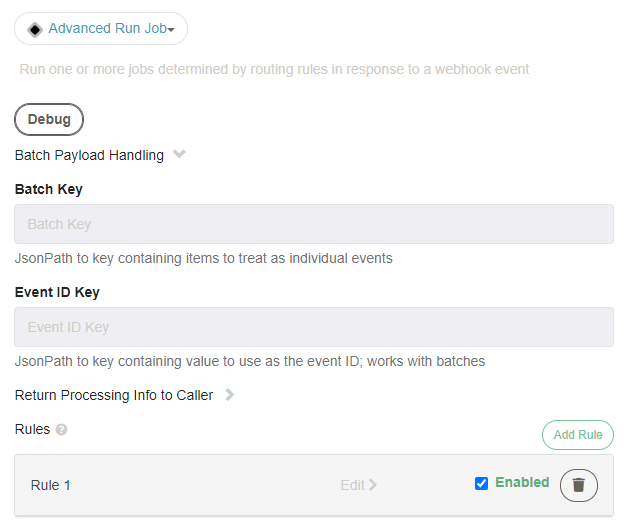 Advanced Run Job
Run one or more jobs determined by routing rules in response to a webhook event
Debug
Batch Payload Handling
Batch Key
Batch Key
JsonPath to key containing items to treat as individual events
Event ID Key
Event ID Key
JsonPath to key containing value to use as the event ID; works with batches
Return Processing Info to Caller
Rules ?
Add Rule
Rule 1 Edit Enabled